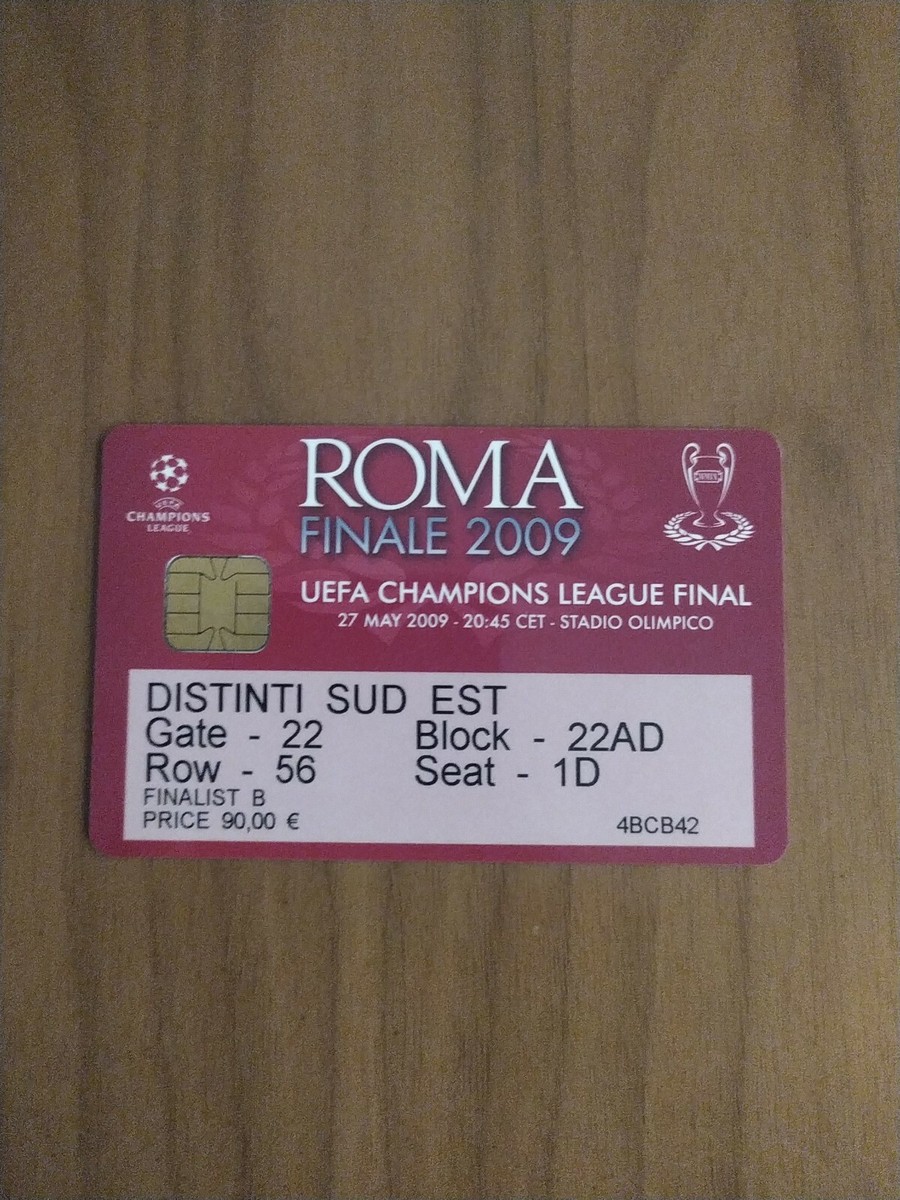 ROMA
FINALE 2009
UEFA
CHAMPIONS
LEAGUE
UEFA CHAMPIONS LEAGUE FINAL
27 MAY 2009 - 20:45 CET - STADIO OLIMPICO
DISTINTI SUD EST
Gate - 22 Block - 22AD
Row - 56 Seat - 1D
FINALIST B
PRICE 90,00 € 4BCB42